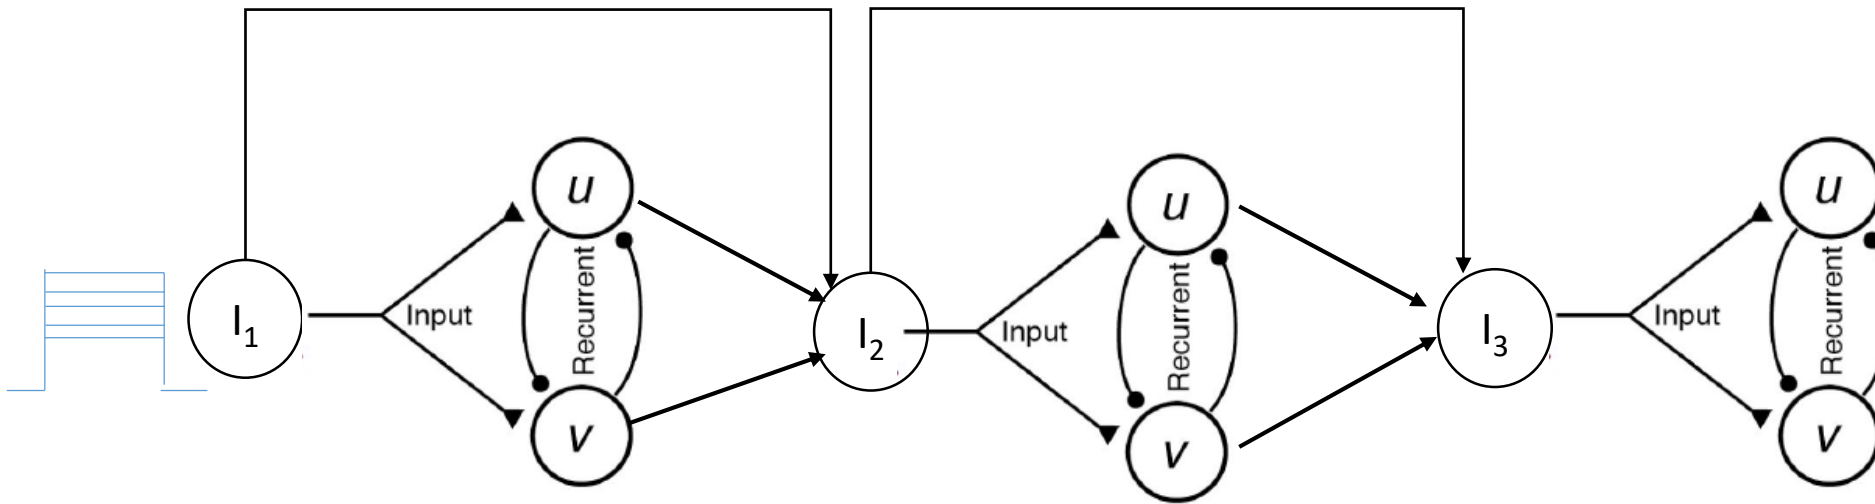 I1
Input
u
Recurrent
v
I2
Input
u
Recurrent
v
I3
Input
u
Recurrent
v